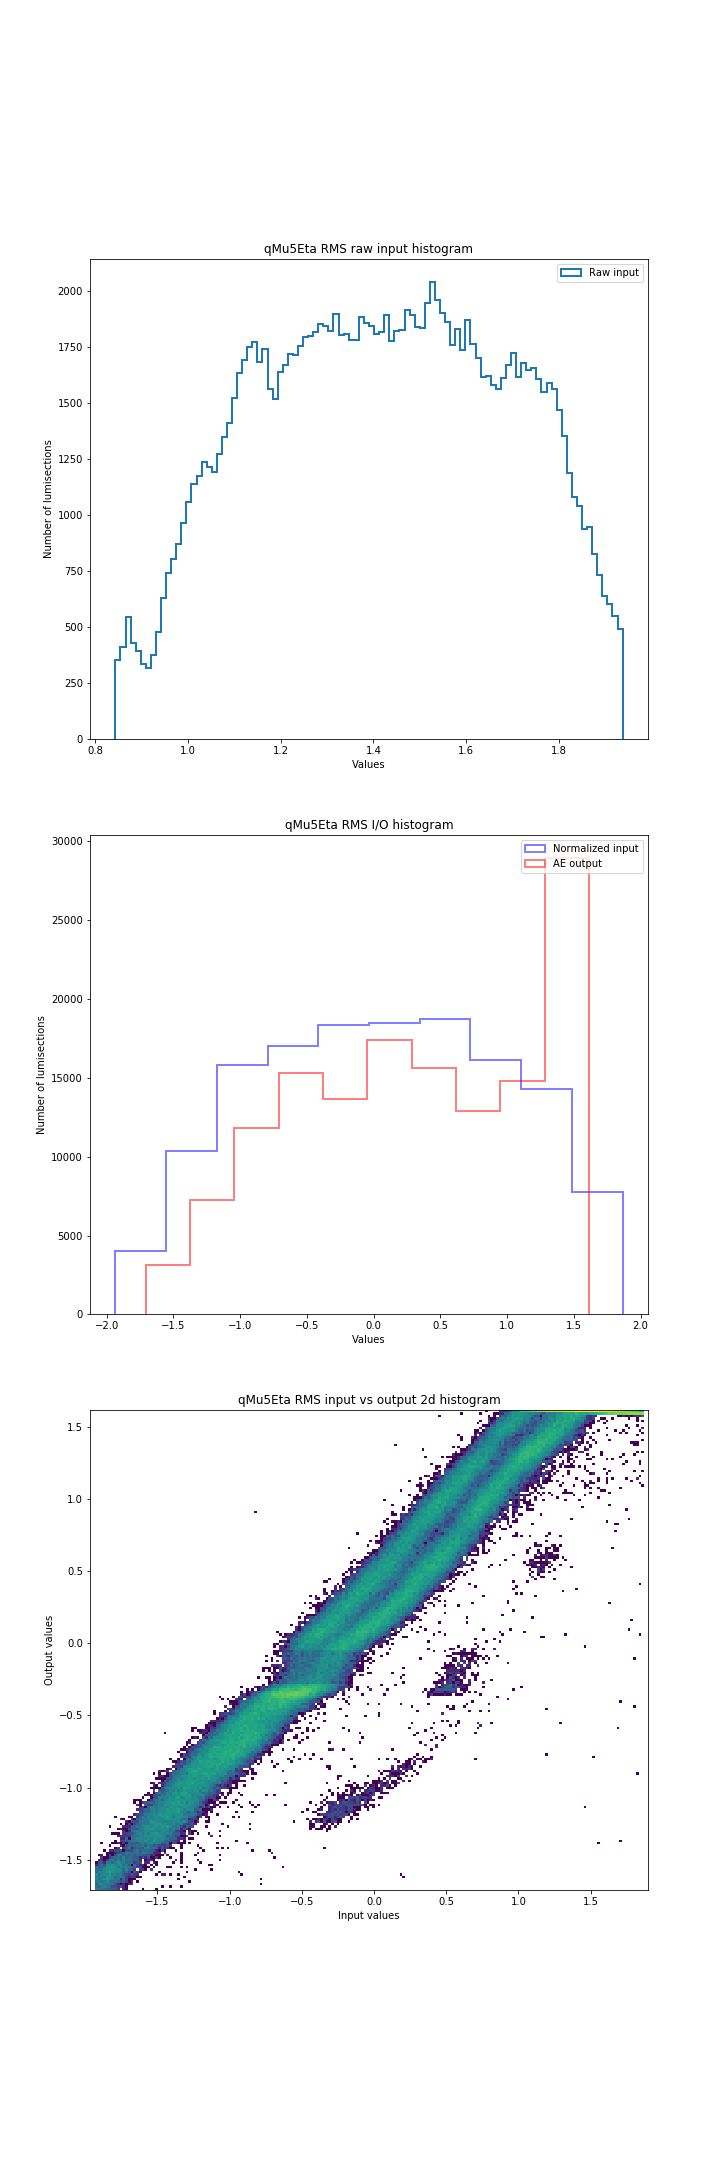 qMu5Eta RMS raw input histogram
Raw input
2000
1750
1500
1250
1000
750
500
250
0
Number of lumisections
0.8 1.0 1.2 1.4 1.6 1.8
Values
qMu5Eta RMS I/O histogram
Normalized input
AE output
30000
25000
20000
15000
10000
5000
0
Number of lumisections
−2.0 −1.5 −1.0 −0.5 0.0 0.5 1.0 1.5 2.0
Values
qMu5Eta RMS input vs output 2d histogram
1.5
1.0
0.5
0.0
−0.5
−1.0
−1.5
Output values
−1.5 −1.0 −0.5 0.0 0.5 1.0 1.5
Input values